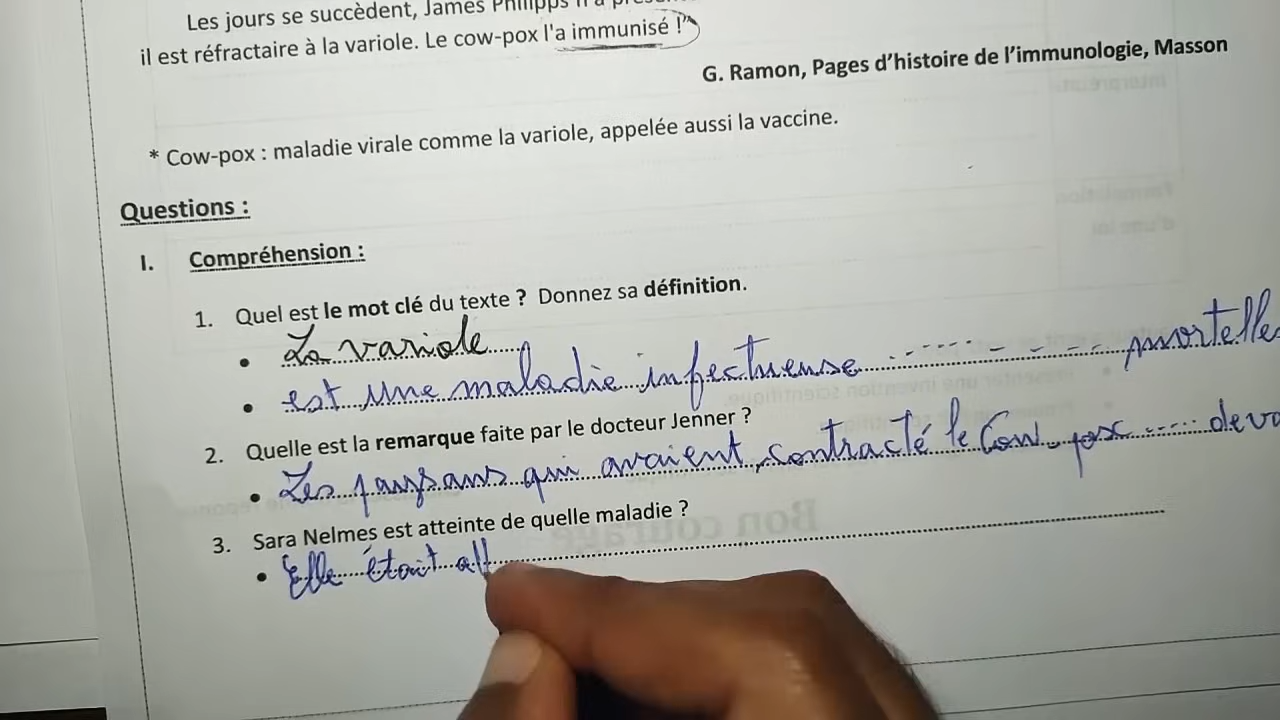 Les jours se succèdent, James Philipps n'a
il est réfractaire à la variole. Le cow-pox l'a immunisé !"
G. Ramon, Pages d'histoire de l'immunologie, Masson
* Cow-pox : maladie virale comme la variole, appelée aussi la vaccine.
Questions :
I. Compréhension :
1. Quel est le mot clé du texte ? Donnez sa définition.
• La variole
• est une maladie infectueuse ........ mortelle
2. Quelle est la remarque faite par le docteur Jenner ?
• Les paysans qui avaient contracté le Cow-pox ......
3. Sara Nelmes est atteinte de quelle maladie ?
• Elle était
Bon courage